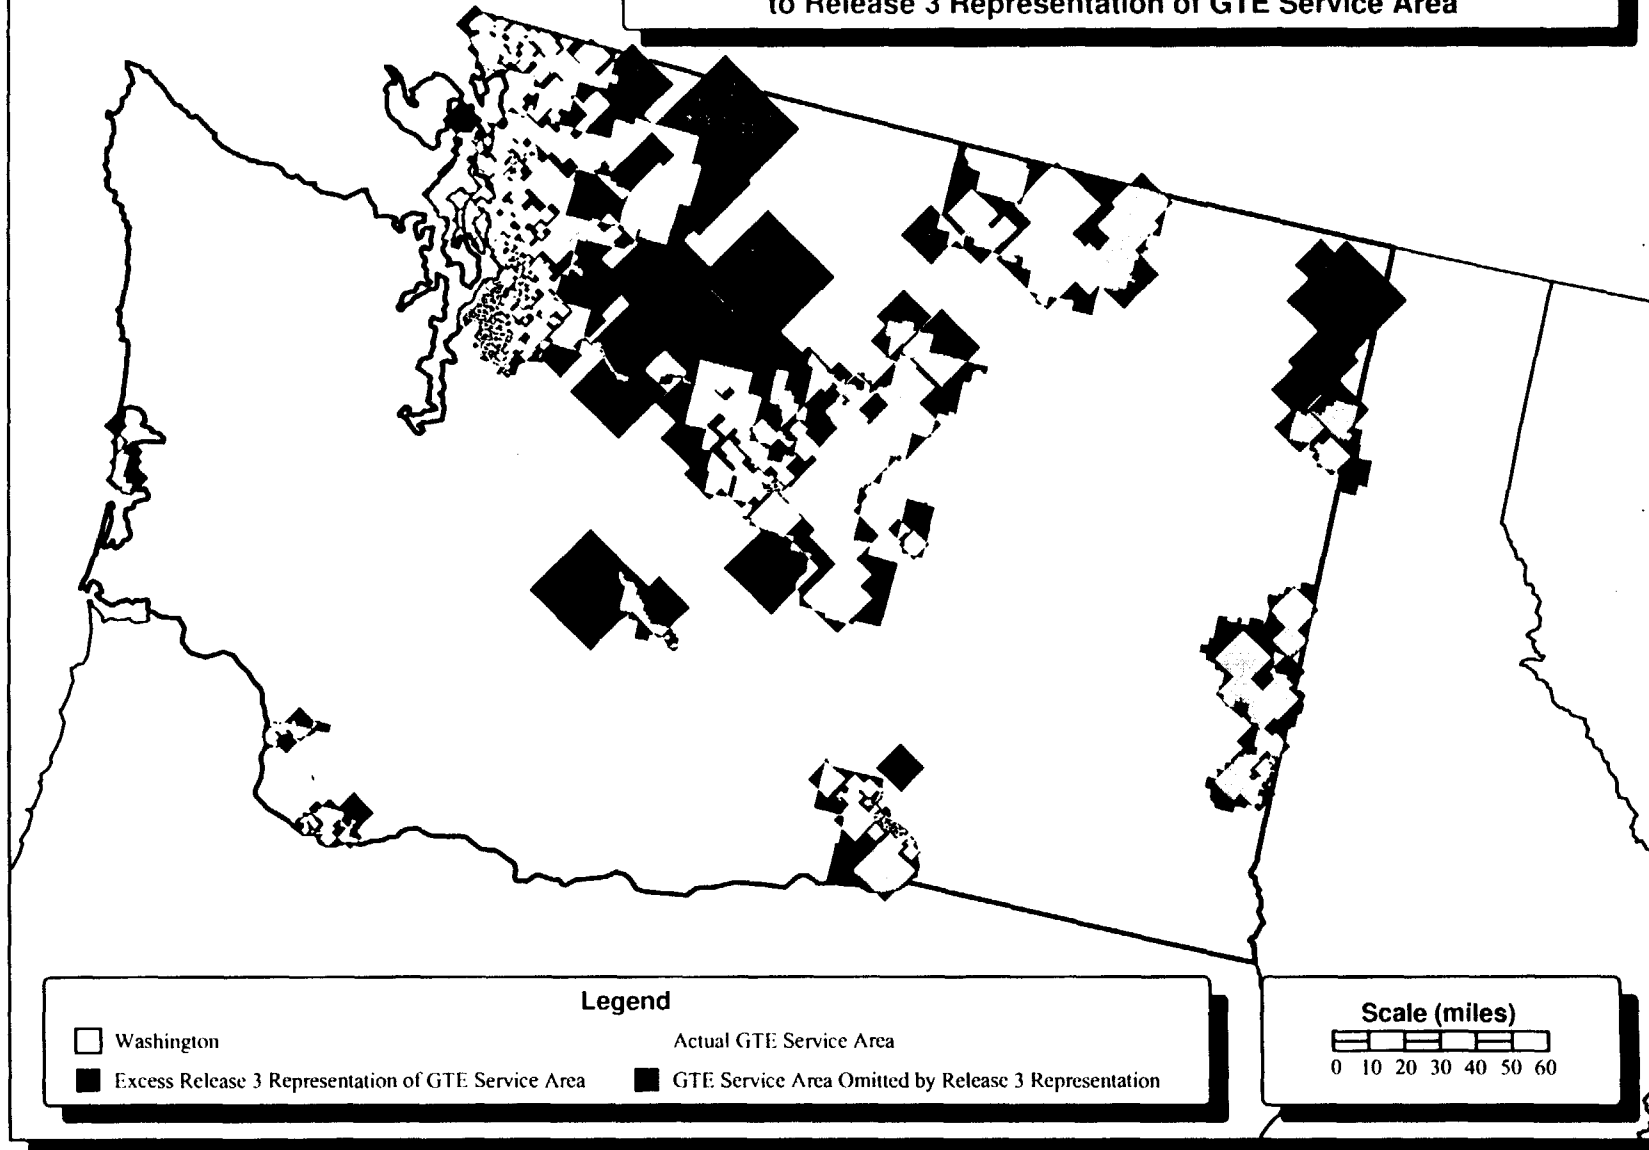 to Release 3 Representation of GTE Service Area
Legend
Washington
Actual GTE Service Area
Excess Release 3 Representation of GTE Service Area
GTE Service Area Omitted by Release 3 Representation
Scale (miles)
0 10 20 30 40 50 60